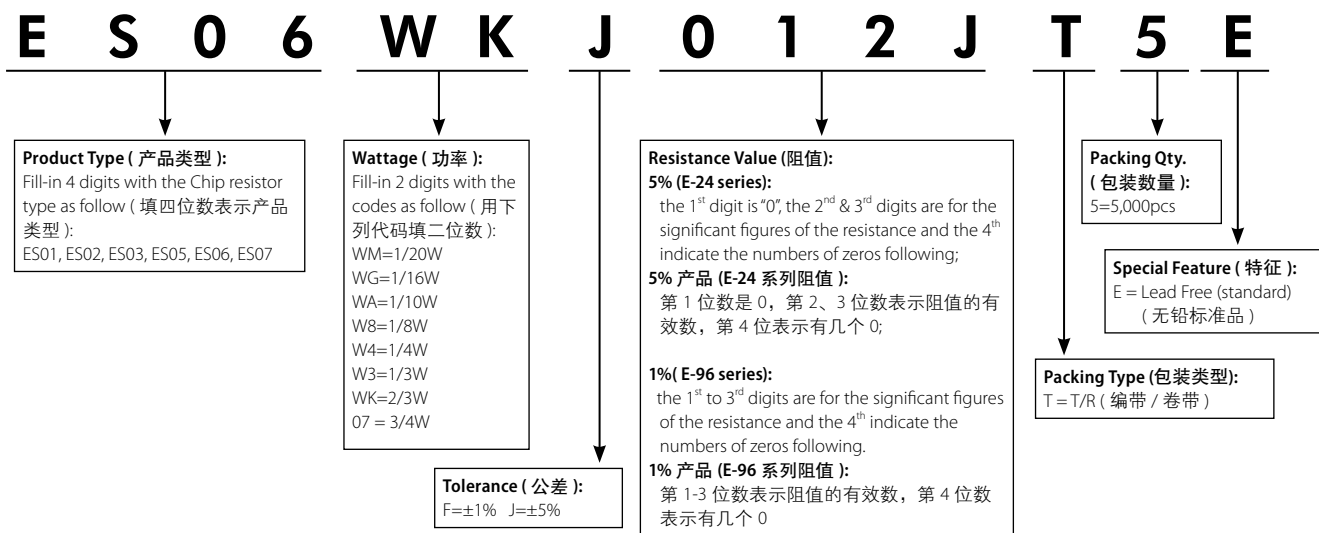 E S 0 6 W K J 0 1 2 J T 5 E
Product Type ( 产品类型 ):
Fill-in 4 digits with the Chip resistor
type as follow ( 填四位数表示产品
类型 ):
ES01, ES02, ES03, ES05, ES06, ES07
Wattage ( 功率 ):
Fill-in 2 digits with the
codes as follow ( 用下
列代码填二位数 ):
WM=1/20W
WG=1/16W
WA=1/10W
W8=1/8W
W4=1/4W
W3=1/3W
WK=2/3W
07 = 3/4W
Tolerance ( 公差 ):
F=±1% J=±5%
Resistance Value (阻值):
5% (E-24 series):
the 1st digit is “0”, the 2nd & 3rd digits are for the
significant figures of the resistance and the 4th
indicate the numbers of zeros following;
5% 产品 (E-24 系列阻值 ):
第 1 位数是 0，第 2、3 位数表示阻值的有
效数，第 4 位表示有几个 0;
1%( E-96 series):
the 1st to 3rd digits are for the significant figures
of the resistance and the 4th indicate the
numbers of zeros following.
1% 产品 (E-96 系列阻值 ):
第 1-3 位数表示阻值的有效数，第 4 位数
表示有几个 0
Packing Qty.
( 包装数量 ):
5=5,000pcs
Special Feature ( 特征 ):
E = Lead Free (standard)
( 无铅标准品 )
Packing Type (包装类型):
T = T/R ( 编带 / 卷带 )